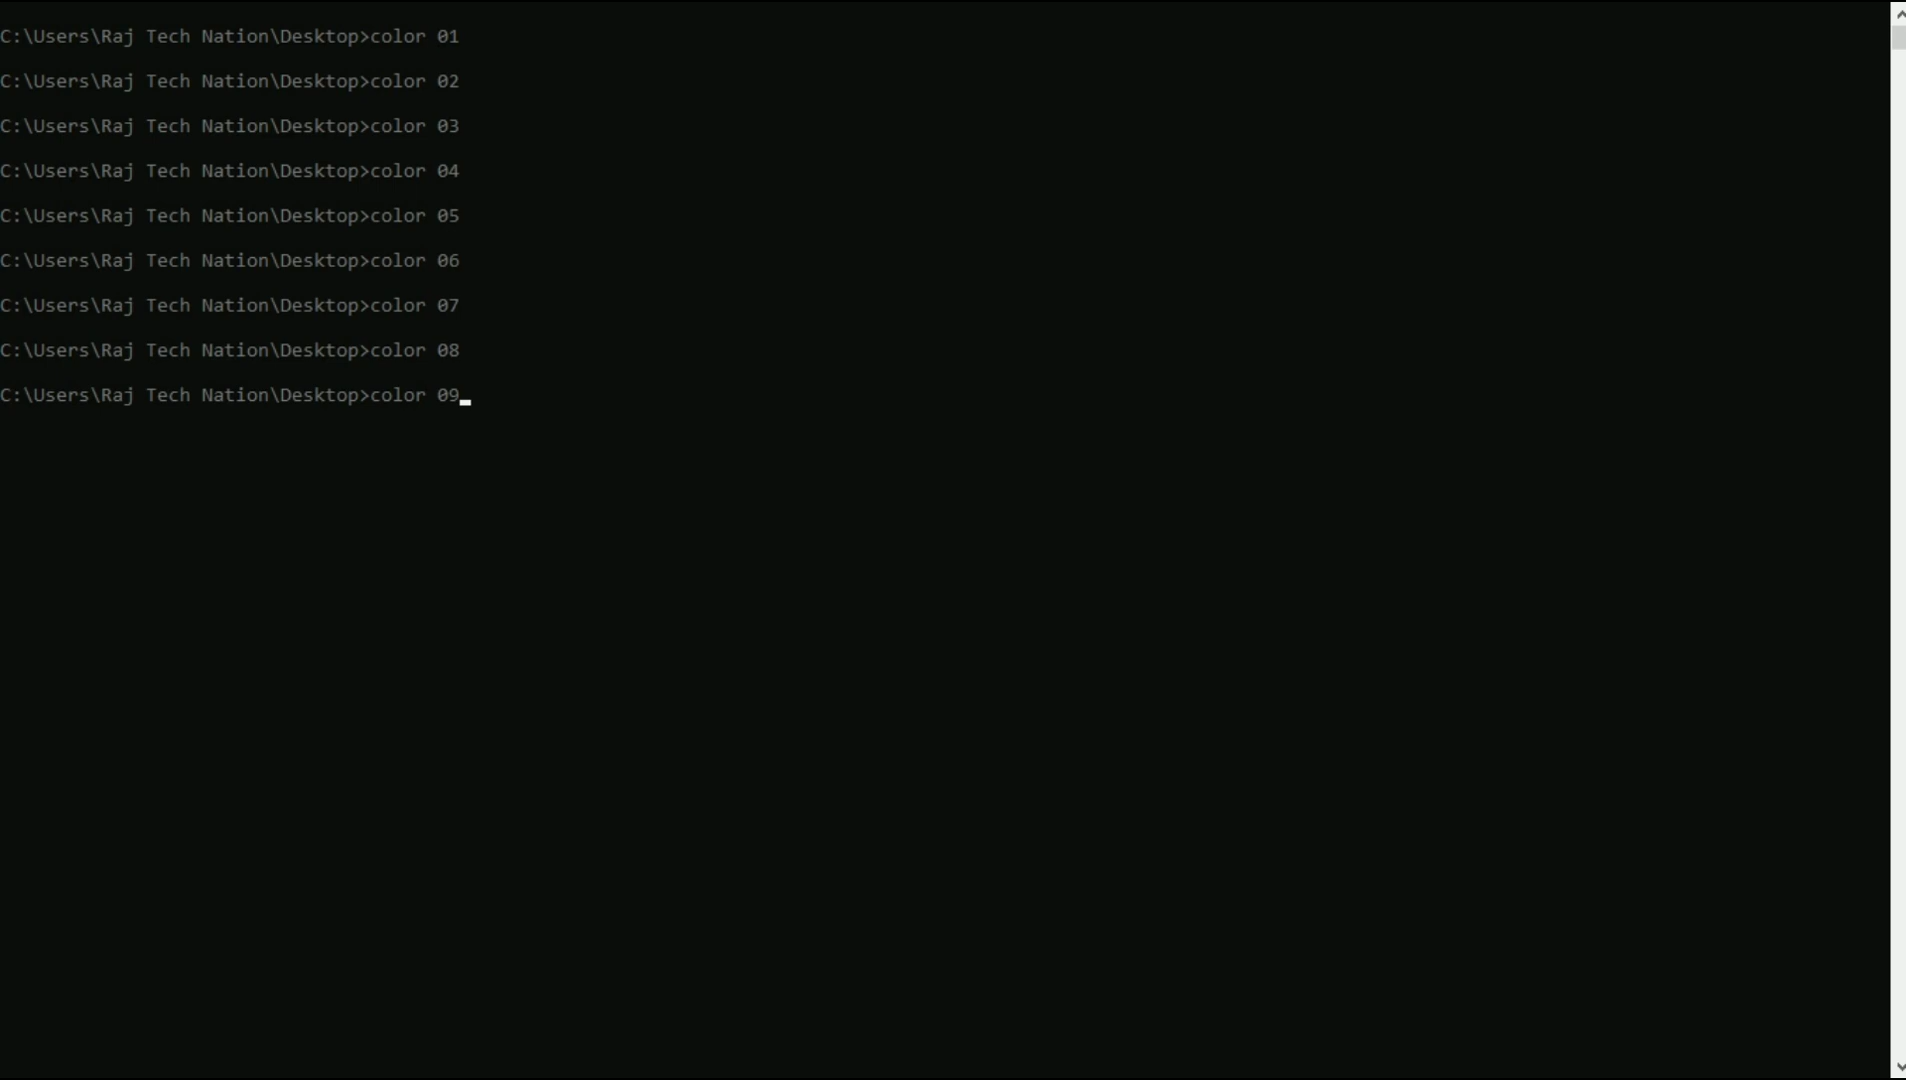 C:\Users\Raj Tech Nation\Desktop>color 01
C:\Users\Raj Tech Nation\Desktop>color 02
C:\Users\Raj Tech Nation\Desktop>color 03
C:\Users\Raj Tech Nation\Desktop>color 04
C:\Users\Raj Tech Nation\Desktop>color 05
C:\Users\Raj Tech Nation\Desktop>color 06
C:\Users\Raj Tech Nation\Desktop>color 07
C:\Users\Raj Tech Nation\Desktop>color 08
C:\Users\Raj Tech Nation\Desktop>color 09